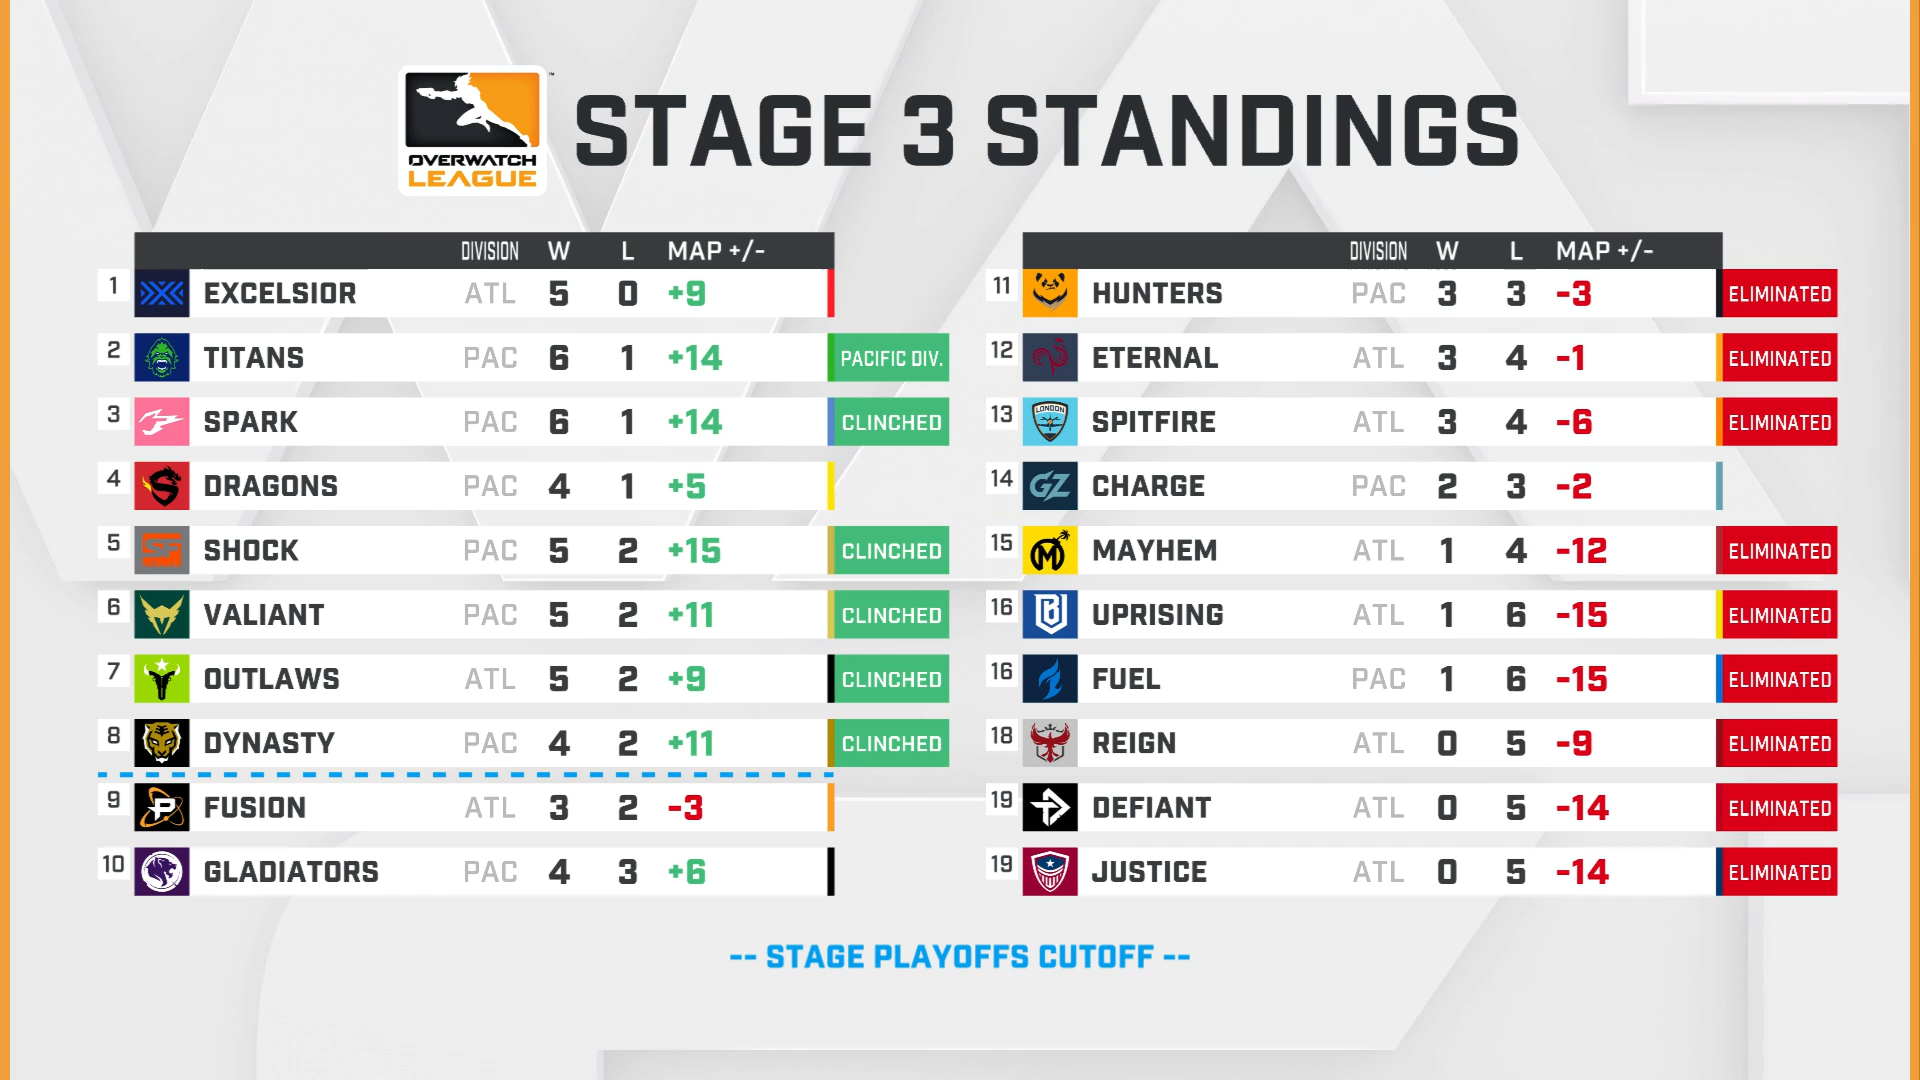 OVERWATCH
LEAGUE
™
STAGE 3 STANDINGS
DIVISION W L MAP +/-
1 EXCELSIOR ATL 5 0 +9
2 TITANS PAC 6 1 +14 PACIFIC DIV.
3 SPARK PAC 6 1 +14 CLINCHED
4 DRAGONS PAC 4 1 +5
5 SF SHOCK PAC 5 2 +15 CLINCHED
6 VALIANT PAC 5 2 +11 CLINCHED
7 OUTLAWS ATL 5 2 +9 CLINCHED
8 DYNASTY PAC 4 2 +11 CLINCHED
9 P FUSION ATL 3 2 -3
10 GLADIATORS PAC 4 3 +6
DIVISION W L MAP +/-
11 HUNTERS PAC 3 3 -3 ELIMINATED
12 ETERNAL ATL 3 4 -1 ELIMINATED
13 LONDON SPITFIRE ATL 3 4 -6 ELIMINATED
14 GZ CHARGE PAC 2 3 -2
15 M MAYHEM ATL 1 4 -12 ELIMINATED
16 B UPRISING ATL 1 6 -15 ELIMINATED
16 FUEL PAC 1 6 -15 ELIMINATED
18 REIGN ATL 0 5 -9 ELIMINATED
19 DEFIANT ATL 0 5 -14 ELIMINATED
19 JUSTICE ATL 0 5 -14 ELIMINATED
-- STAGE PLAYOFFS CUTOFF --